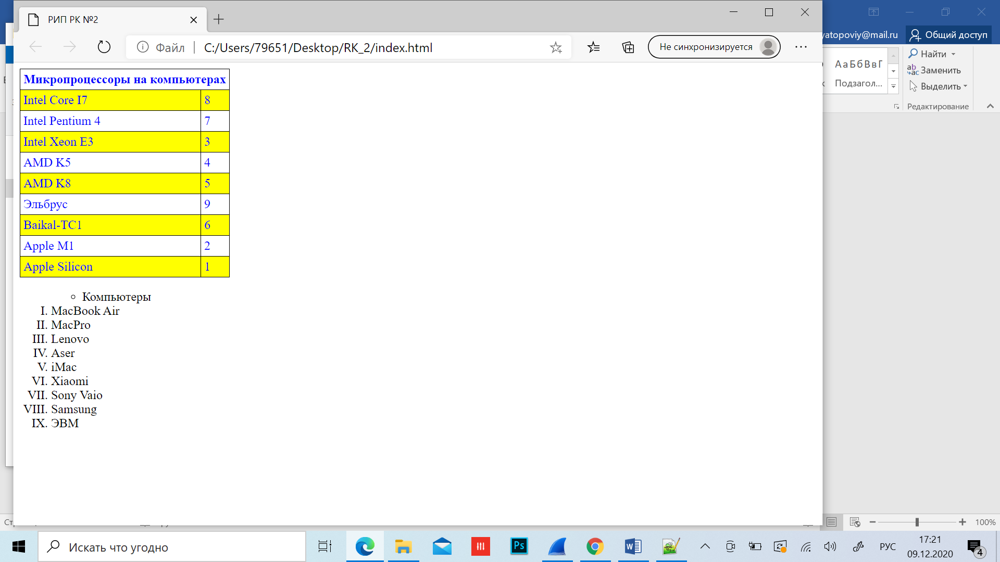 РИП РК №2
Файл C:/Users/79651/Desktop/RK_2/index.html Не синхронизируется
yatopoviy@mail.ru Общий доступ
АаБбВвГ
Подзагол...
Найти
Заменить
Выделить
Редактирование
Микропроцессоры на компьютерах
Intel Core I7 8
Intel Pentium 4 7
Intel Xeon E3 3
AMD K5 4
AMD K8 5
Эльбрус 9
Baikal-TC1 6
Apple M1 2
Apple Silicon 1
Компьютеры
I. MacBook Air
II. MacPro
III. Lenovo
IV. Aser
V. iMac
VI. Xiaomi
VII. Sony Vaio
VIII. Samsung
IX. ЭВМ
100%
Искать что угодно
Ps
РУС
17:21
09.12.2020
4